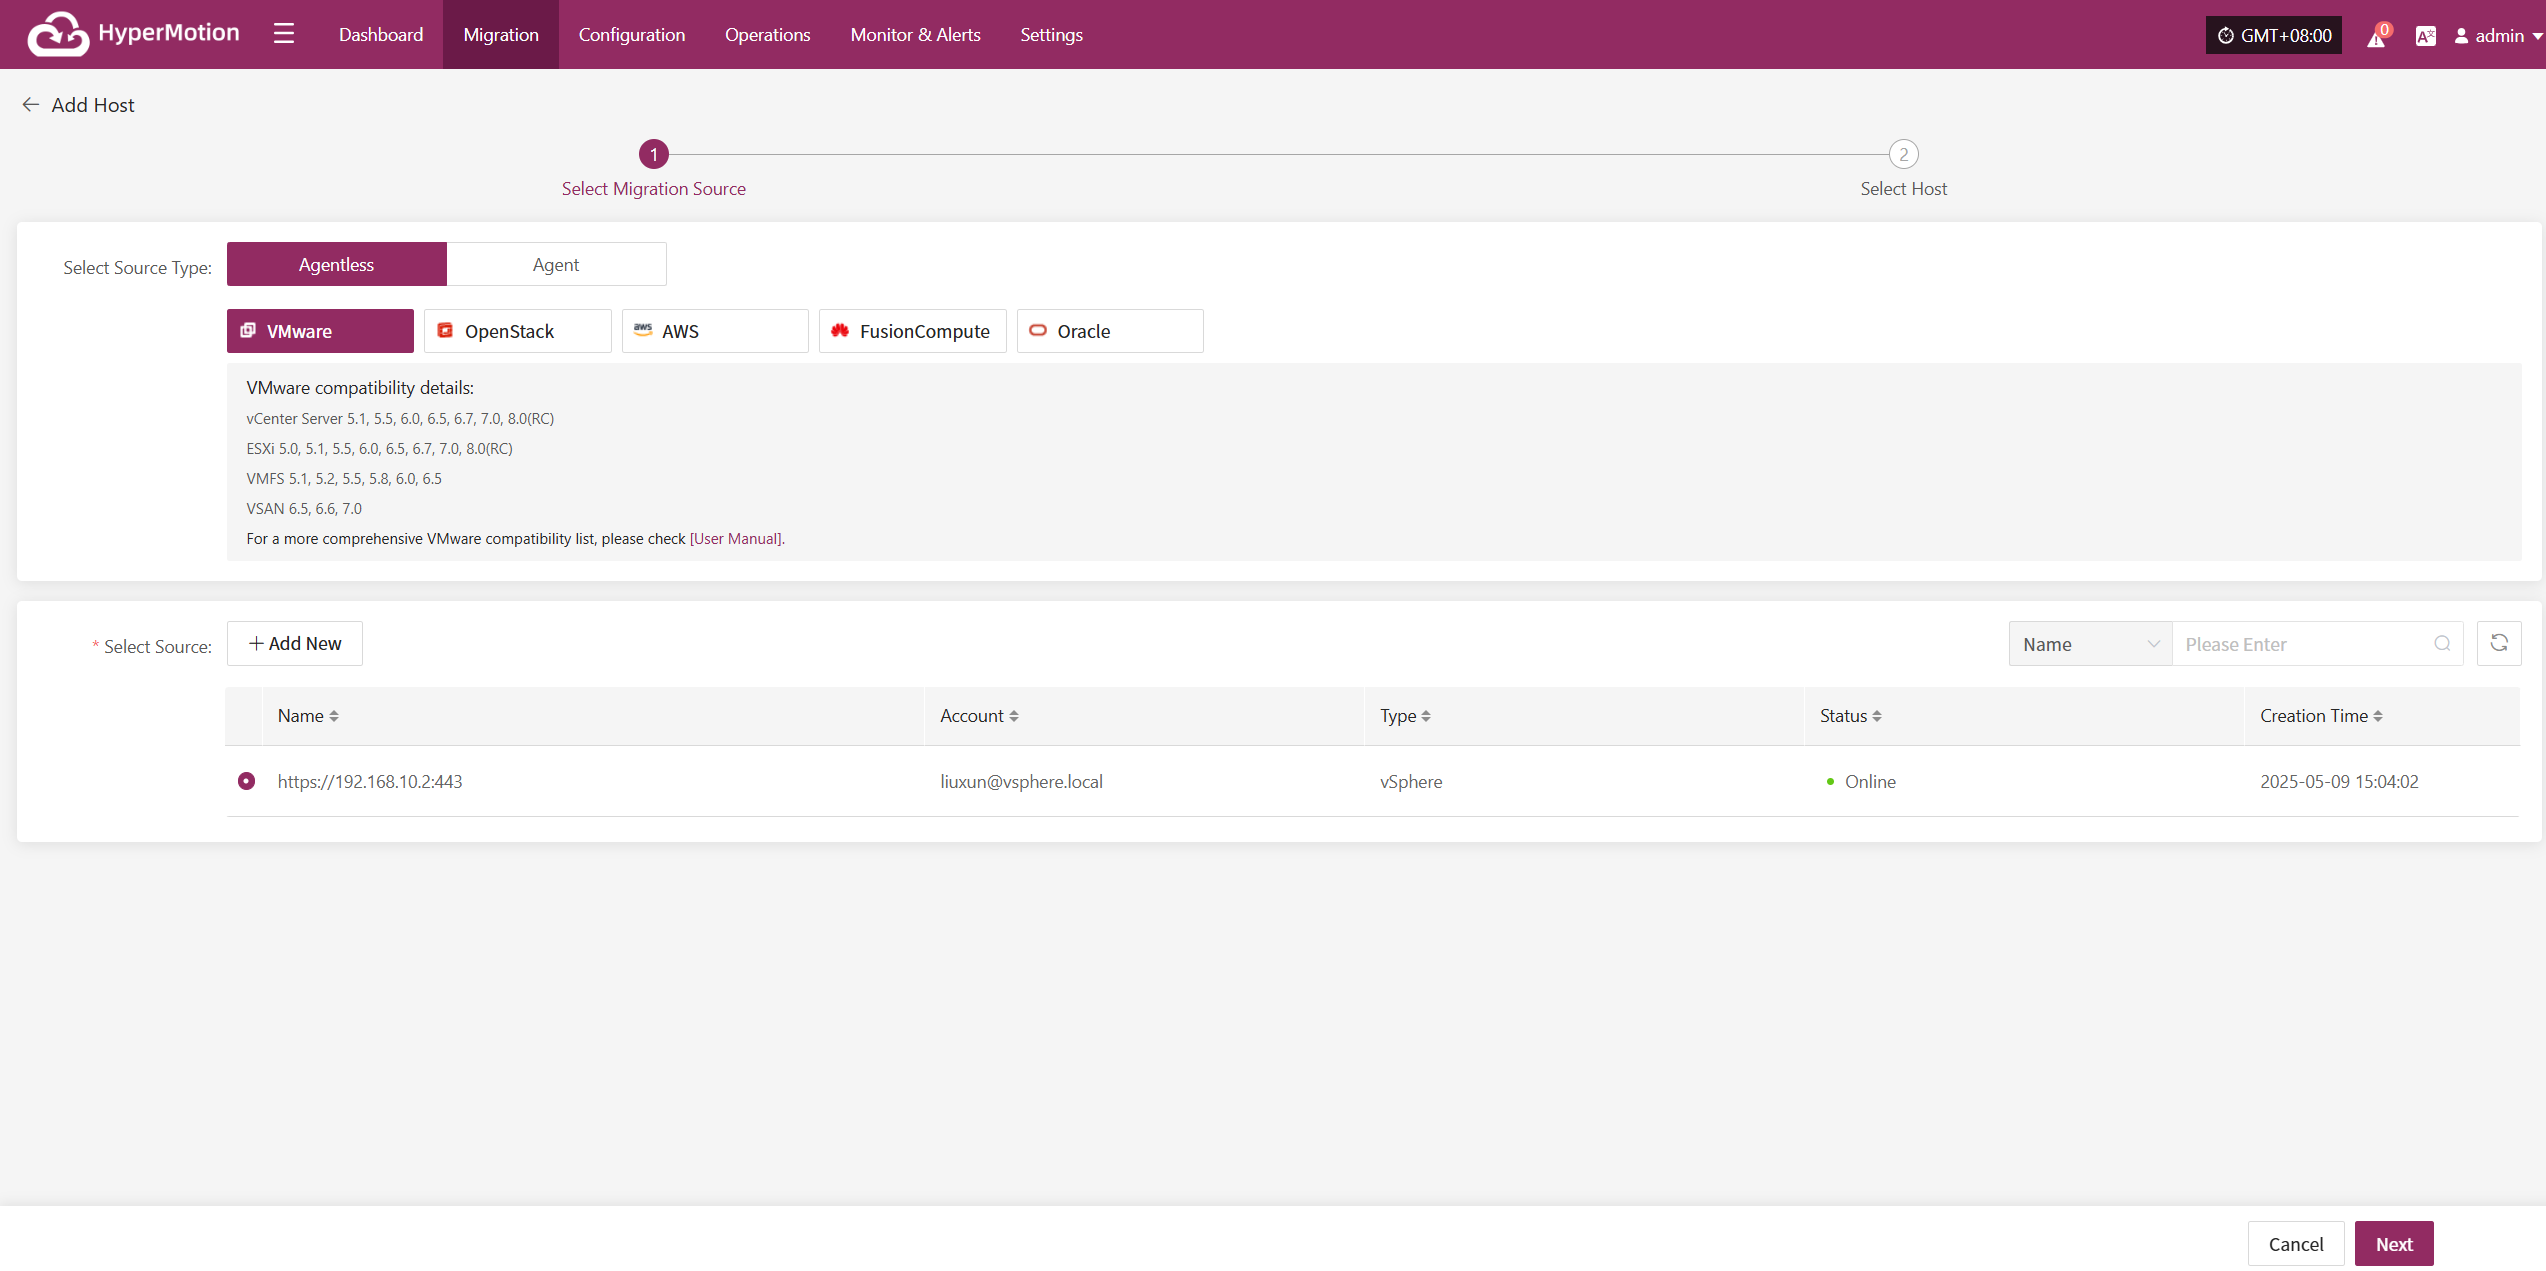 HyperMotion
Dashboard
Migration
Configuration
Operations
Monitor & Alerts
Settings
GMT+08:00
0
admin
Add Host
1
2
Select Migration Source
Select Host
Select Source Type:
Agentless
Agent
VMware
OpenStack
aws AWS
FusionCompute
Oracle
VMware compatibility details:
vCenter Server 5.1, 5.5, 6.0, 6.5, 6.7, 7.0, 8.0(RC)
ESXi 5.0, 5.1, 5.5, 6.0, 6.5, 6.7, 7.0, 8.0(RC)
VMFS 5.1, 5.2, 5.5, 5.8, 6.0, 6.5
VSAN 6.5, 6.6, 7.0
For a more comprehensive VMware compatibility list, please check [User Manual].
* Select Source:
Add New
Name
Please Enter
Name
Account
Type
Status
Creation Time
https://192.168.10.2:443
liuxun@vsphere.local
vSphere
Online
2025-05-09 15:04:02
Cancel
Next